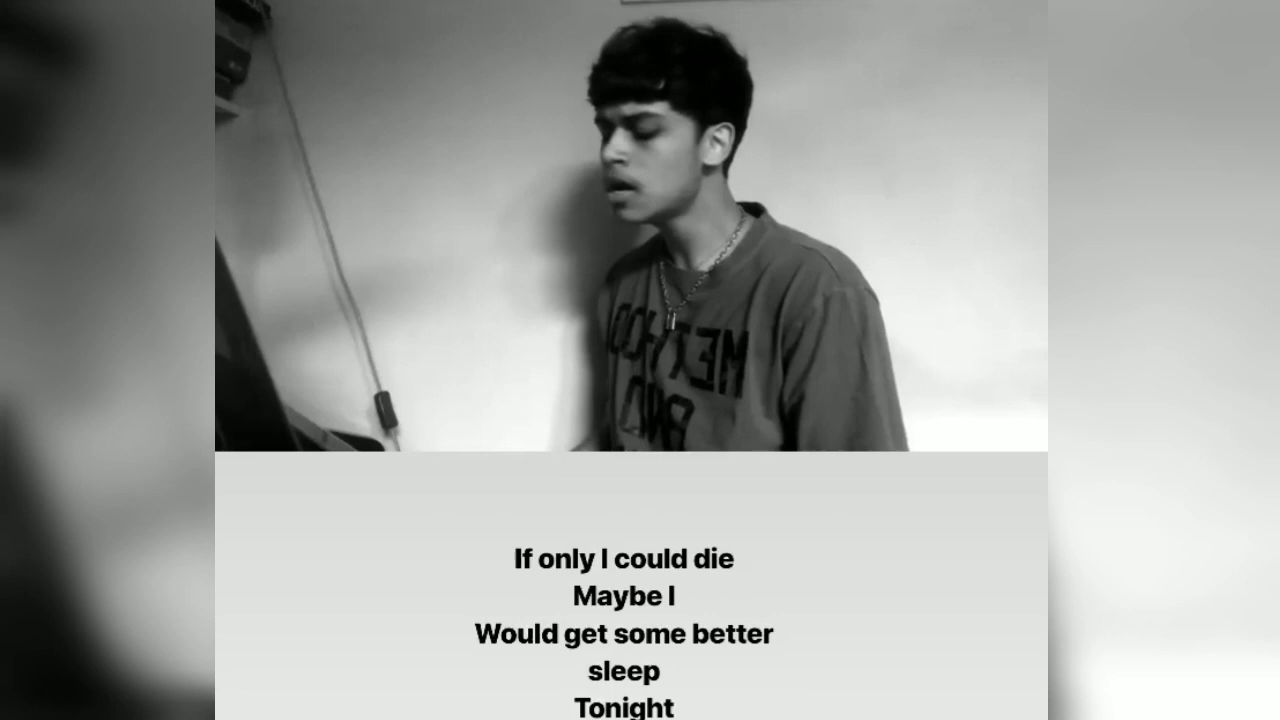 If only I could die
Maybe I
Would get some better
sleep
Tonight